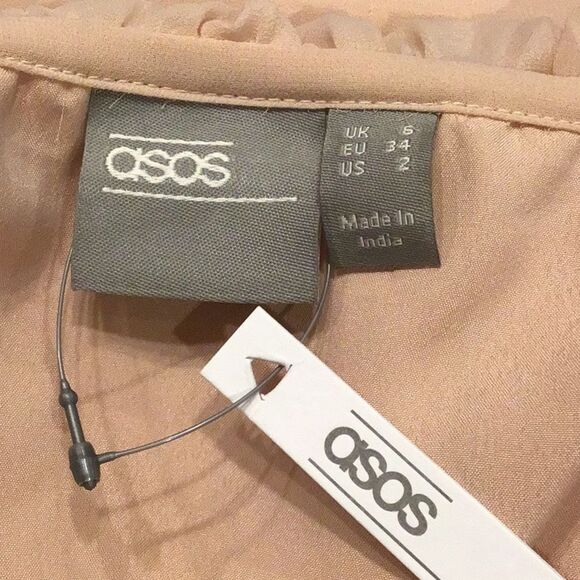 asos
UK 6
EU 34
US 2
Made In
India
asos